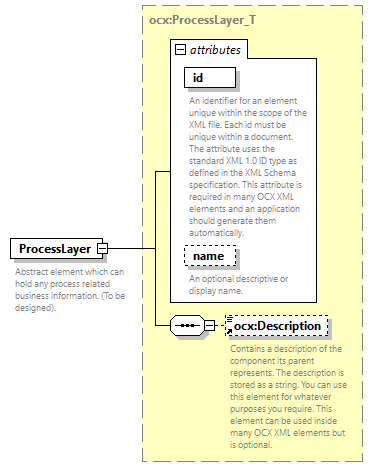 ocx:ProcessLayer_T
attributes
id
An identifier for an element
unique within the scope of the
XML file. Each id must be
unique within a document.
The attribute uses the
standard XML 1.0 ID type as
defined in the XML Schema
specification. This attribute is
required in many OCX XML
elements and an application
should generate them
automatically.
name
An optional descriptive or
display name.
ProcessLayer
Abstract element which can
hold any process related
business information. (To be
designed).
ocx:Description
Contains a description of the
component its parent
represents. The description is
stored as a string. You can use
this element for whatever
purposes you require. This
element can be used inside
many OCX XML elements but
is optional.